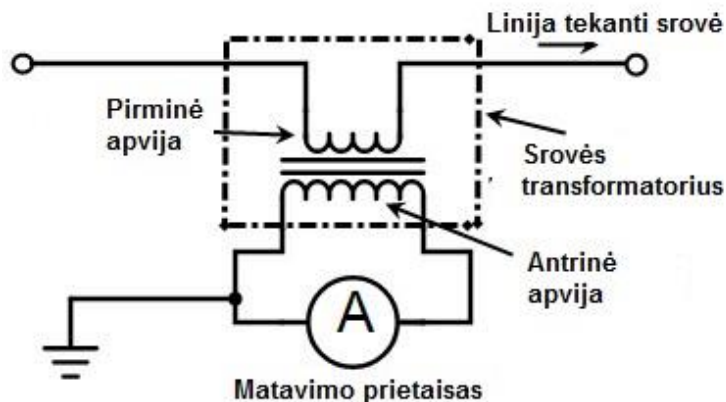 Linija tekanti srovė
Pirminė
apvija
Srovės
transformatorius
Antrinė
apvija
A
Matavimo prietaisas